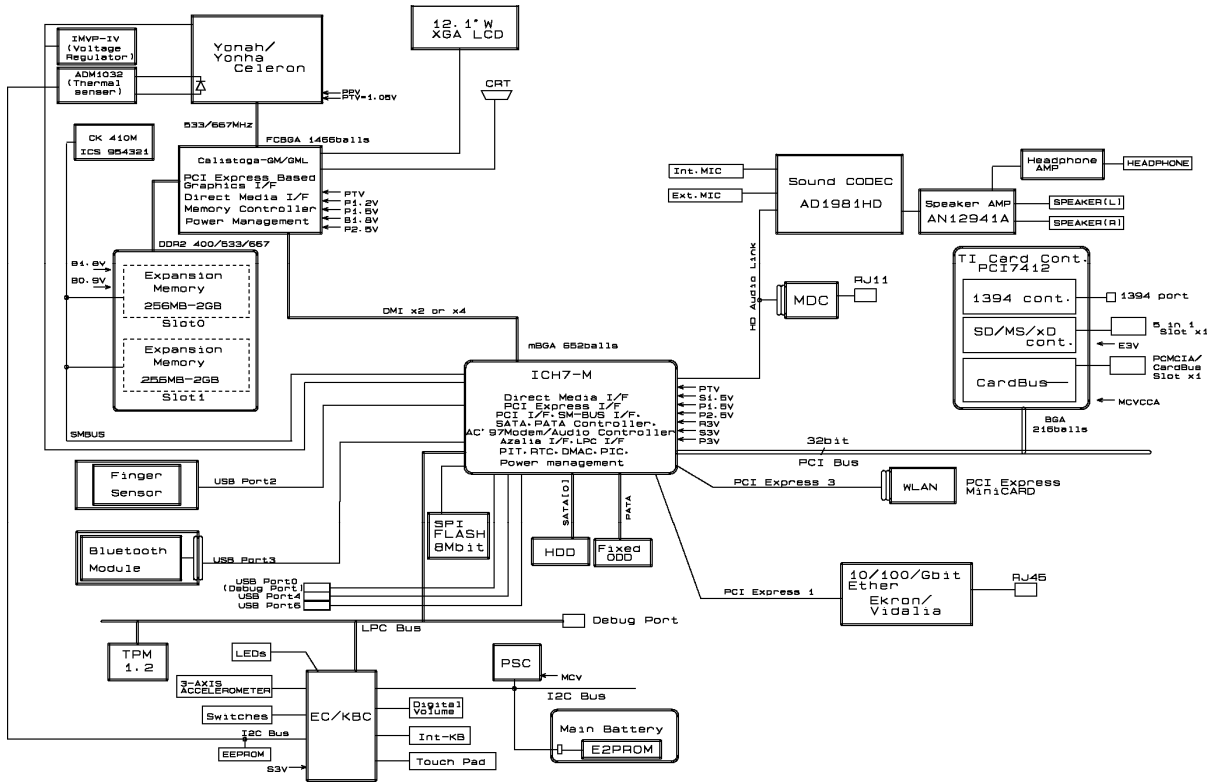 IMVP-IV
(Voltage
Regulator)
ADM1032
(Thermal
senser)
Yonah/
Yonha
Celeron
PPV
PTV=1.05V
12.1"W
XGA LCD
CRT
533/667MHz
FCBGA 1466balls
CK 410M
ICS 954321
Calistoga-GM/GML
PCI Express Based
Graphics I/F
Direct Media I/F
Memory Controller
Power Management
PTV
P1.2V
P1.5V
B1.8V
P2.5V
DDR2 400/533/667
B1.8V
B0.9V
Expansion
Memory
256MB-2GB
Slot0
Expansion
Memory
256MB-2GB
Slot1
SMBUS
DMI x2 or x4
mBGA 652balls
Int.MIC
Ext.MIC
Sound CODEC
AD1981HD
Headphone
AMP
HEADPHONE
Speaker AMP
AN12941A
SPEAKER(L)
SPEAKER(R)
HD Audio Link
MDC
RJ11
TI Card Cont.
PCI7412
1394 cont.
1394 port
SD/MS/xD
cont.
5 in 1
Slot x1
E3V
CardBus
PCMCIA/
CardBus
Slot x1
MCVCCA
BGA
216balls
ICH7-M
Direct Media I/F
PCI Express I/F
PCI I/F.SM-BUS I/F.
SATA.PATA Controller.
AC'97Modem/Audio Controller
Azalia I/F.LPC I/F
PIT.RTC.DMAC.PIC.
Power management
PTV
S1.5V
P1.5V
P2.5V
R3V
S3V
P3V
32bit
PCI Bus
Finger
Sensor
USB Port2
PCI Express 3
WLAN
PCI Express
MiniCARD
Bluetooth
Module
USB Port3
SPI
FLASH
8Mbit
SATA[0]
HDD
PATA
Fixed
ODD
USB Port0
(Debug Port)
USB Port4
USB Port6
PCI Express 1
10/100/Gbit
Ether
Ekron/
Vidalia
RJ45
LPC Bus
Debug Port
TPM
1.2
LEDs
3-AXIS
ACCELEROMETER
Switches
I2C Bus
EEPROM
S3V
EC/KBC
PSC
MCV
I2C Bus
Digital
Volume
Int-KB
Touch Pad
Main Battery
E2PROM